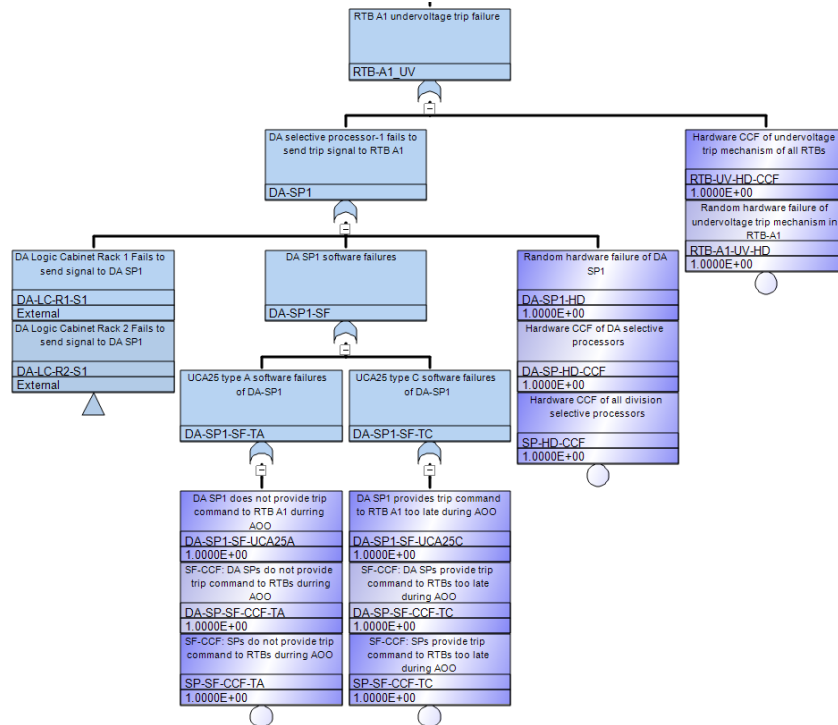 RTB A1 undervoltage trip failure
RTB-A1_UV
DA selective processor-1 fails to
send trip signal to RTB A1
DA-SP1
Hardware CCF of undervoltage
trip mechanism of all RTBs
RTB-UV-HD-CCF
1.0000E+00
Random hardware failure of
undervoltage trip mechanism in
RTB-A1
RTB-A1-UV-HD
1.0000E+00
DA Logic Cabinet Rack 1 Fails to
send signal to DA SP1
DA-LC-R1-S1
External
DA Logic Cabinet Rack 2 Fails to
send signal to DA SP1
DA-LC-R2-S1
External
DA SP1 software failures
DA-SP1-SF
Random hardware failure of DA
SP1
DA-SP1-HD
1.0000E+00
Hardware CCF of DA selective
processors
DA-SP-HD-CCF
1.0000E+00
Hardware CCF of all division
selective processors
SP-HD-CCF
1.0000E+00
UCA25 type A software failures
of DA-SP1
DA-SP1-SF-TA
UCA25 type C software failures
of DA-SP1
DA-SP1-SF-TC
DA SP1 does not provide trip
command to RTB A1 durring
AOO
DA-SP1-SF-UCA25A
1.0000E+00
SF-CCF: DA SPs do not provide
trip command to RTBs durring
AOO
DA-SP-SF-CCF-TA
1.0000E+00
SF-CCF: SPs do not provide trip
command to RTBs durring AOO
SP-SF-CCF-TA
1.0000E+00
DA SP1 provides trip command
to RTB A1 too late during AOO
DA-SP1-SF-UCA25C
1.0000E+00
SF-CCF: DA SPs provide trip
command to RTBs too late
during AOO
DA-SP-SF-CCF-TC
1.0000E+00
SF-CCF: SPs provide trip
command to RTBs too late
during AOO
SP-SF-CCF-TC
1.0000E+00